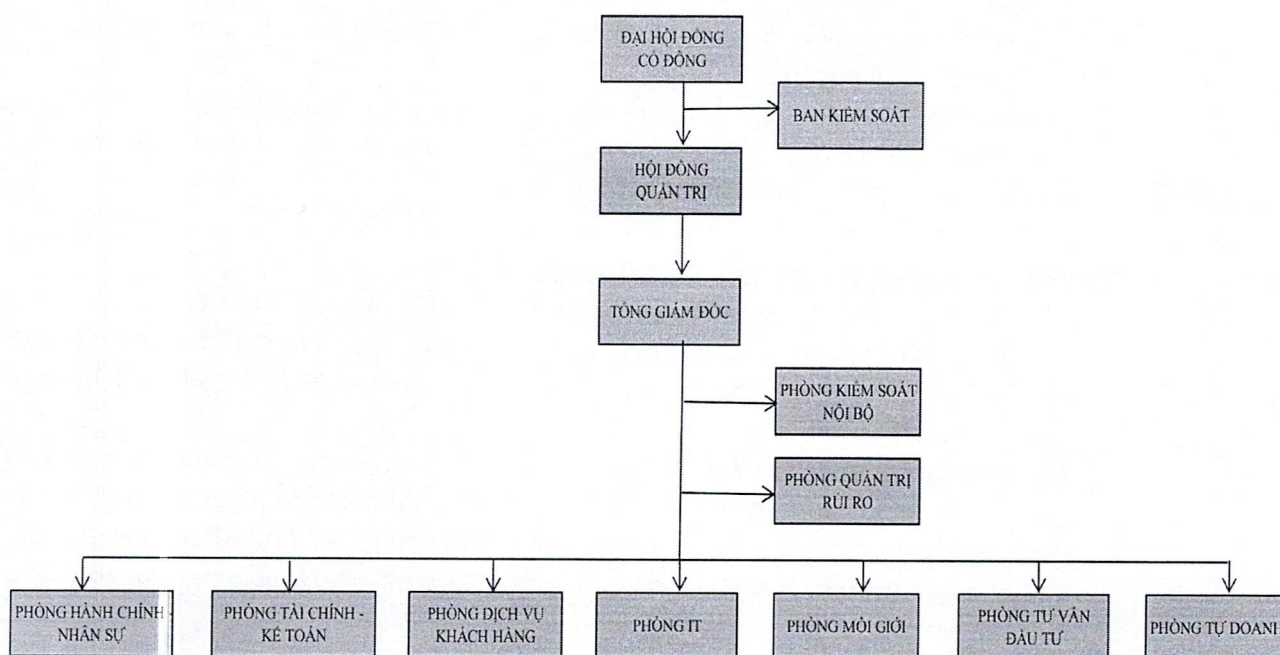 ĐẠI HỘI ĐỒNG
CỔ ĐÔNG
BAN KIỂM SOÁT
HỘI ĐỒNG
QUẢN TRỊ
TỔNG GIÁM ĐỐC
PHÒNG KIỂM SOÁT
NỘI BỘ
PHÒNG QUẢN TRỊ
RỦI RO
PHÒNG HÀNH CHÍNH -
NHÂN SỰ
PHÒNG TÀI CHÍNH -
KẾ TOÁN
PHÒNG DỊCH VỤ
KHÁCH HÀNG
PHÒNG IT
PHÒNG MÔI GIỚI
PHÒNG TƯ VẤN
ĐẦU TƯ
PHÒNG TỰ DOANH